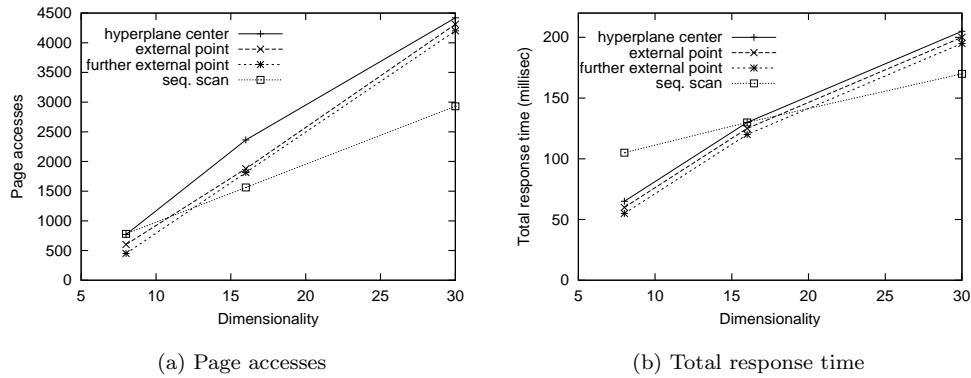 4500
4000
3500
3000
2500
2000
1500
1000
500
0
Page accesses
hyperplane center
external point
further external point
seq. scan
5 10 15 20 25 30
Dimensionality
(a) Page accesses
200
150
100
50
0
Total response time (millisec)
hyperplane center
external point
further external point
seq. scan
5 10 15 20 25 30
Dimensionality
(b) Total response time